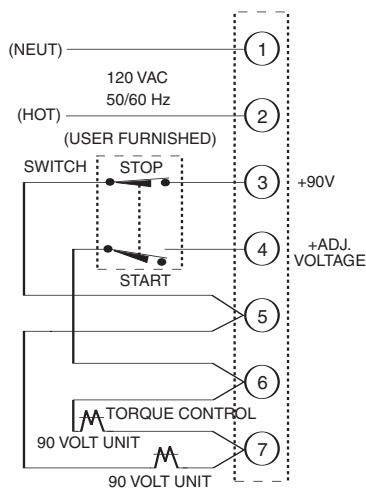 (NEUT)
1
120 VAC
50/60 Hz
(HOT)
2
(USER FURNISHED)
SWITCH
STOP
3
+90V
4
+ADJ.
VOLTAGE
START
5
6
TORQUE CONTROL
90 VOLT UNIT
7
90 VOLT UNIT